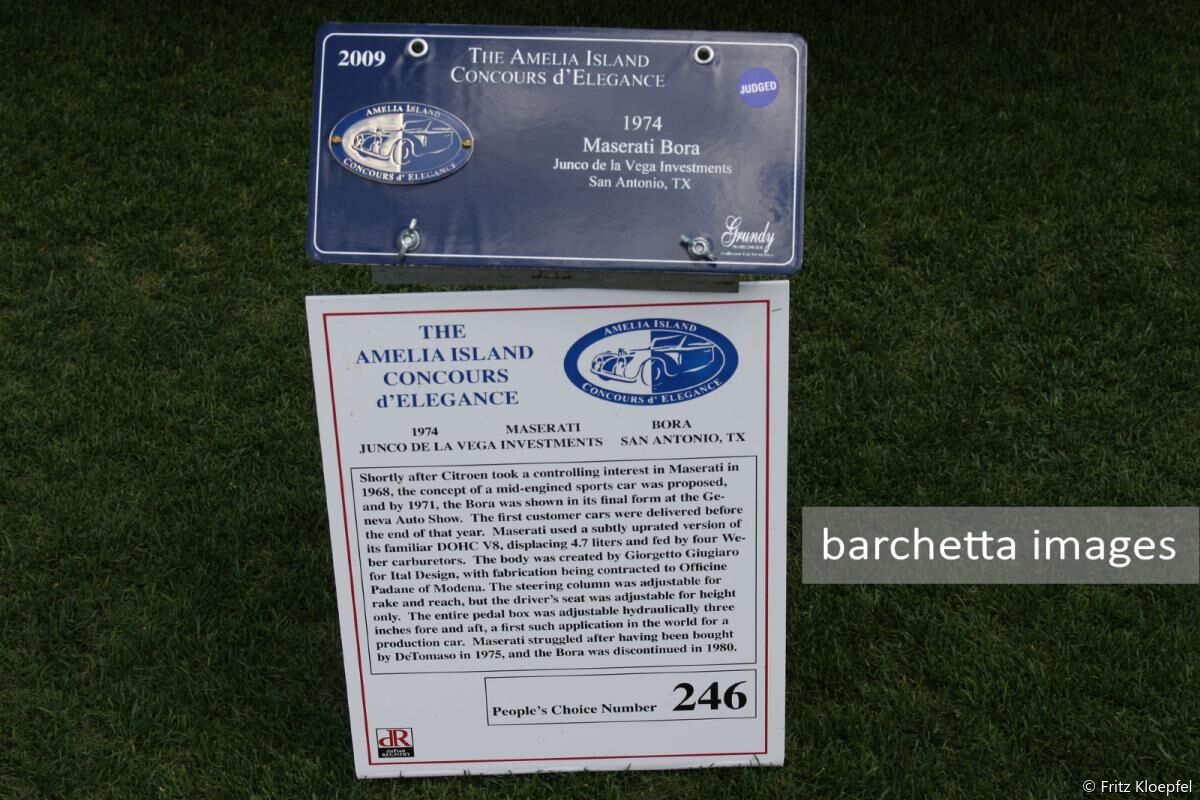 2009
THE AMELIA ISLAND
CONCOURS d'ELEGANCE
JUDGED
AMELIA ISLAND
CONCOURS d' ELEGANCE
1974
Maserati Bora
Junco de la Vega Investments
San Antonio, TX
Grundy
THE
AMELIA ISLAND
CONCOURS
d'ELEGANCE
AMELIA ISLAND
CONCOURS d' ELEGANCE
1974 MASERATI BORA
JUNCO DE LA VEGA INVESTMENTS SAN ANTONIO, TX
Shortly after Citroen took a controlling interest in Maserati in
1968, the concept of a mid-engined sports car was proposed,
and by 1971, the Bora was shown in its final form at the Ge-
neva Auto Show. The first customer cars were delivered before
the end of that year. Maserati used a subtly uprated version of
its familiar DOHC V8, displacing 4.7 liters and fed by four We-
ber carburetors. The body was created by Giorgetto Giugiaro
for Ital Design, with fabrication being contracted to Officine
Padane of Modena. The steering column was adjustable for
rake and reach, but the driver's seat was adjustable for height
only. The entire pedal box was adjustable hydraulically three
inches fore and aft, a first such application in the world for a
production car. Maserati struggled after having been bought
by DeTomaso in 1975, and the Bora was discontinued in 1980.
People's Choice Number 246
dR
duPont
REGISTRY
barchetta images
© Fritz Kloepfel